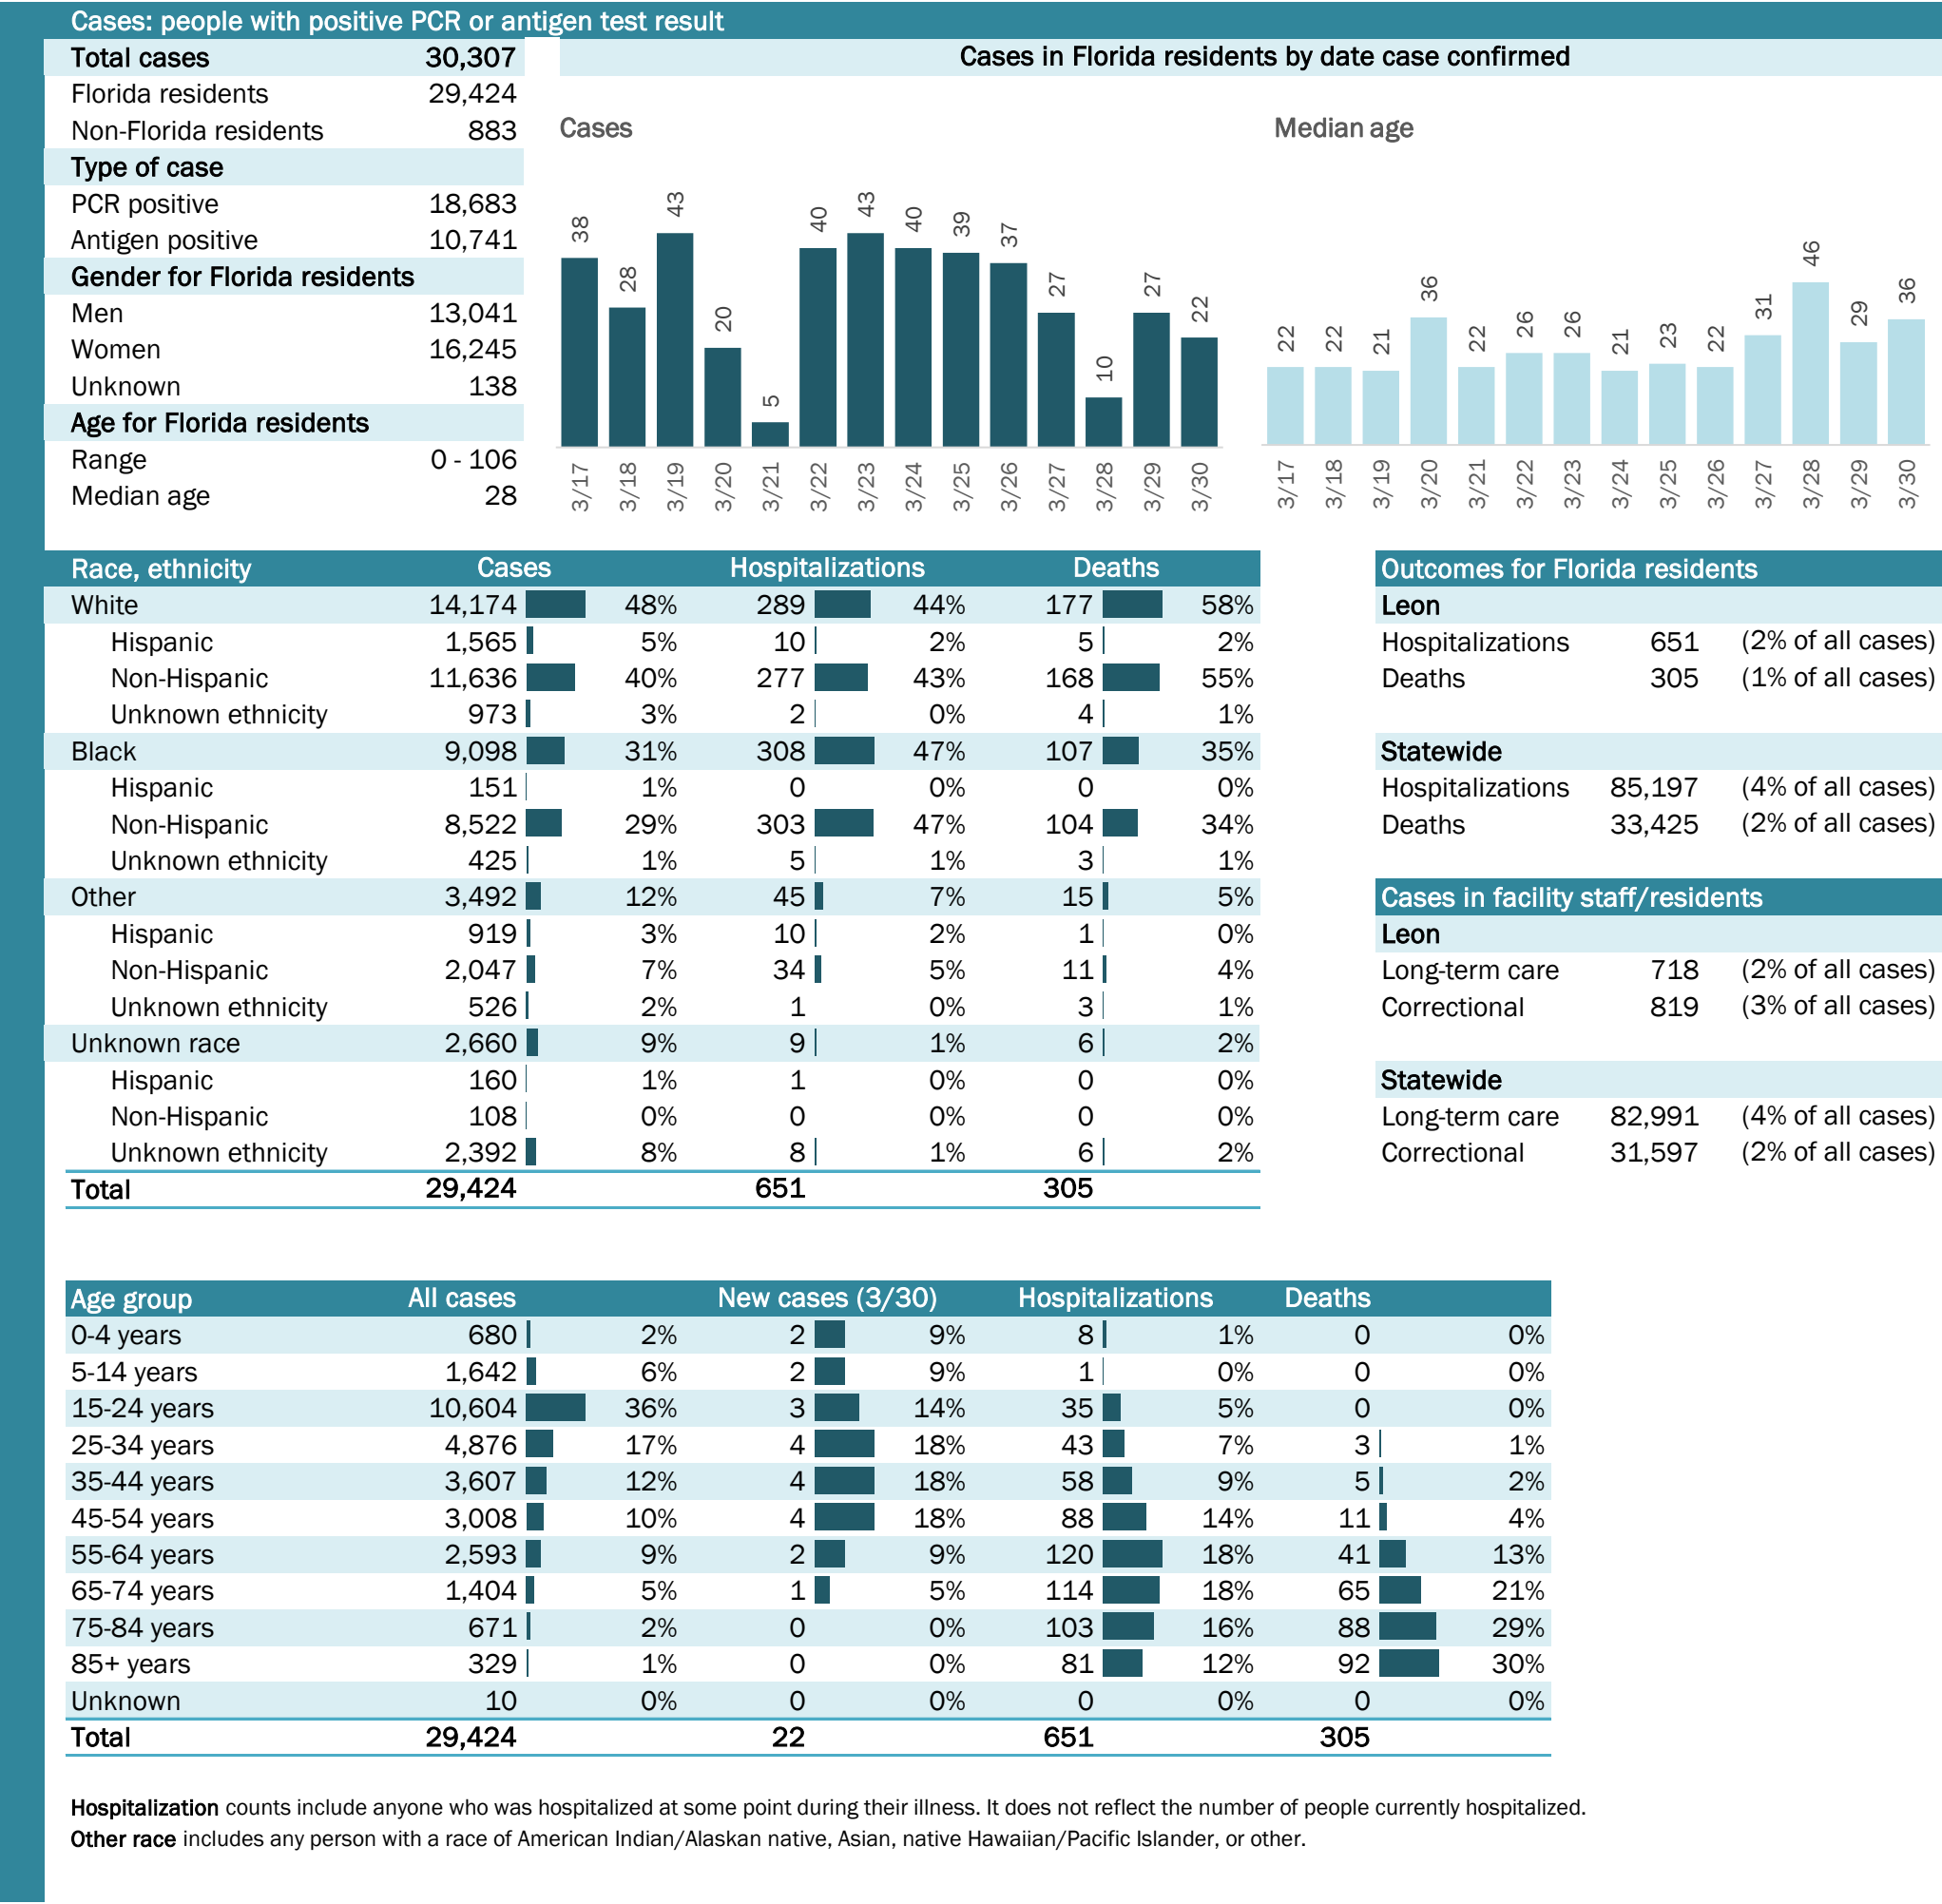 Cases: people with positive PCR or antigen test result
Total cases 30,307
Florida residents 29,424
Non-Florida residents 883
Type of case
PCR positive 18,683
Antigen positive 10,741
Gender for Florida residents
Men 13,041
Women 16,245
Unknown 138
Age for Florida residents
Range 0 - 106
Median age 28
Cases in Florida residents by date case confirmed
Cases
38 28 43 20 5 40 43 40 39 37 27 10 27 22
3/17 3/18 3/19 3/20 3/21 3/22 3/23 3/24 3/25 3/26 3/27 3/28 3/29 3/30
Median age
22 22 21 36 22 26 26 21 23 22 31 46 29 36
3/17 3/18 3/19 3/20 3/21 3/22 3/23 3/24 3/25 3/26 3/27 3/28 3/29 3/30
Race, ethnicity Cases Hospitalizations Deaths
White 14,174 48% 289 44% 177 58%
Hispanic 1,565 5% 10 2% 5 2%
Non-Hispanic 11,636 40% 277 43% 168 55%
Unknown ethnicity 973 3% 2 0% 4 1%
Black 9,098 31% 308 47% 107 35%
Hispanic 151 1% 0 0% 0 0%
Non-Hispanic 8,522 29% 303 47% 104 34%
Unknown ethnicity 425 1% 5 1% 3 1%
Other 3,492 12% 45 7% 15 5%
Hispanic 919 3% 10 2% 1 0%
Non-Hispanic 2,047 7% 34 5% 11 4%
Unknown ethnicity 526 2% 1 0% 3 1%
Unknown race 2,660 9% 9 1% 6 2%
Hispanic 160 1% 1 0% 0 0%
Non-Hispanic 108 0% 0 0% 0 0%
Unknown ethnicity 2,392 8% 8 1% 6 2%
Total 29,424 651 305
Outcomes for Florida residents
Leon
Hospitalizations 651 (2% of all cases)
Deaths 305 (1% of all cases)
Statewide
Hospitalizations 85,197 (4% of all cases)
Deaths 33,425 (2% of all cases)
Cases in facility staff/residents
Leon
Long-term care 718 (2% of all cases)
Correctional 819 (3% of all cases)
Statewide
Long-term care 82,991 (4% of all cases)
Correctional 31,597 (2% of all cases)
Age group All cases New cases (3/30) Hospitalizations Deaths
0-4 years 680 2% 2 9% 8 1% 0 0%
5-14 years 1,642 6% 2 9% 1 0% 0 0%
15-24 years 10,604 36% 3 14% 35 5% 0 0%
25-34 years 4,876 17% 4 18% 43 7% 3 1%
35-44 years 3,607 12% 4 18% 58 9% 5 2%
45-54 years 3,008 10% 4 18% 88 14% 11 4%
55-64 years 2,593 9% 2 9% 120 18% 41 13%
65-74 years 1,404 5% 1 5% 114 18% 65 21%
75-84 years 671 2% 0 0% 103 16% 88 29%
85+ years 329 1% 0 0% 81 12% 92 30%
Unknown 10 0% 0 0% 0 0% 0 0%
Total 29,424 22 651 305
Hospitalization counts include anyone who was hospitalized at some point during their illness. It does not reflect the number of people currently hospitalized.
Other race includes any person with a race of American Indian/Alaskan native, Asian, native Hawaiian/Pacific Islander, or other.